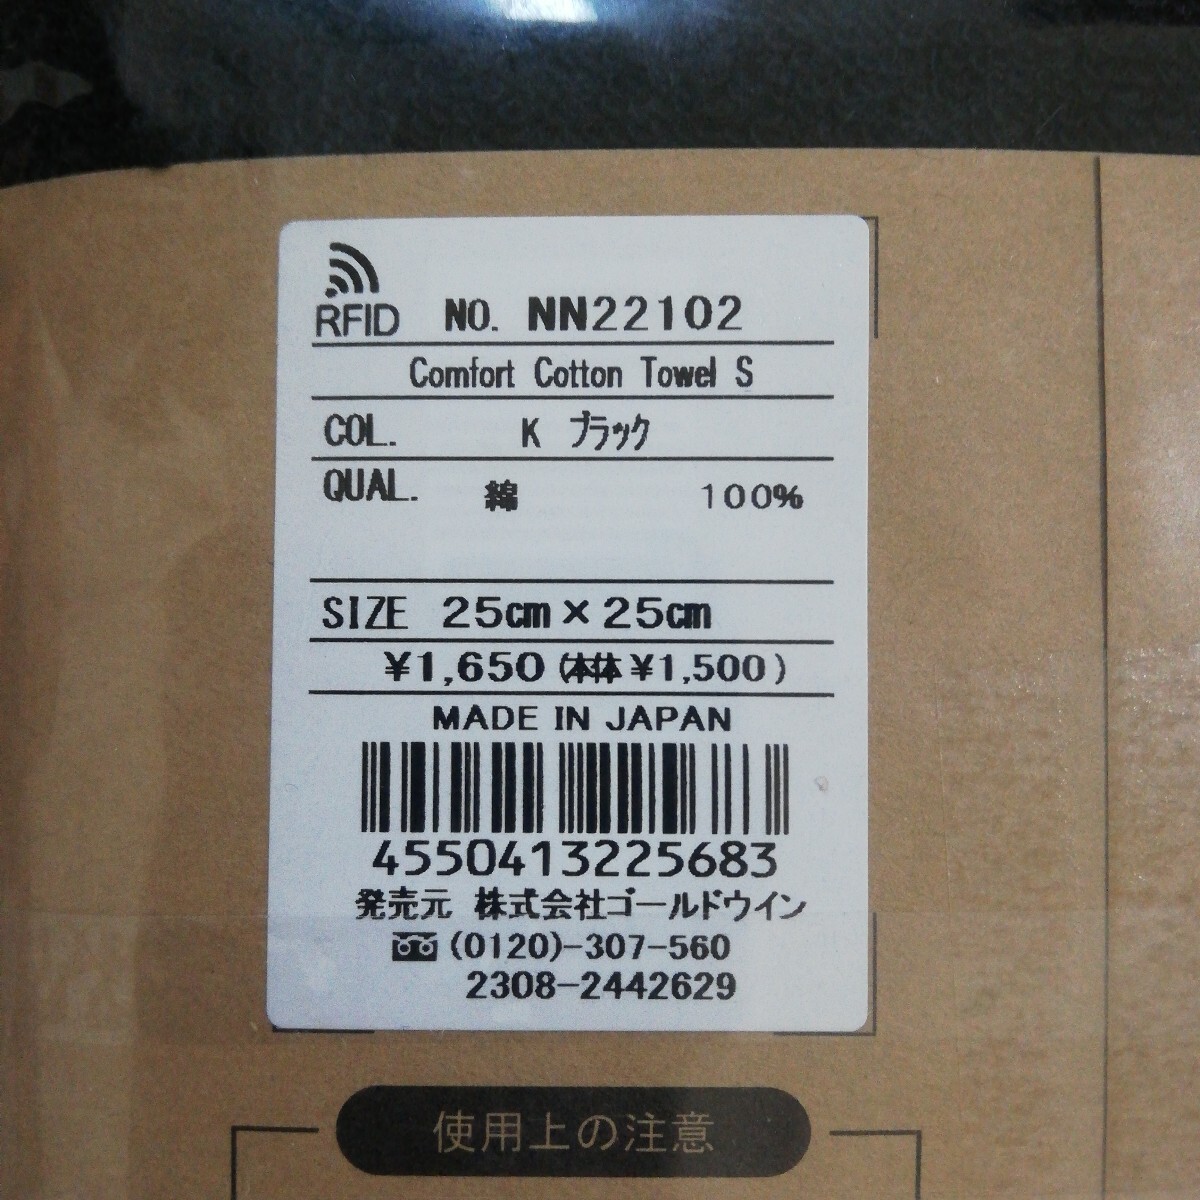 RFID NO. NN22102
Comfort Cotton Towel S
COL. K ブラック
QUAL. 綿 100%
SIZE 25cm×25cm
¥1,650(本体¥1,500)
MADE IN JAPAN
4550413225683
発売元 株式会社ゴールドウイン
(0120)-307-560
2308-2442629
使用上の注意